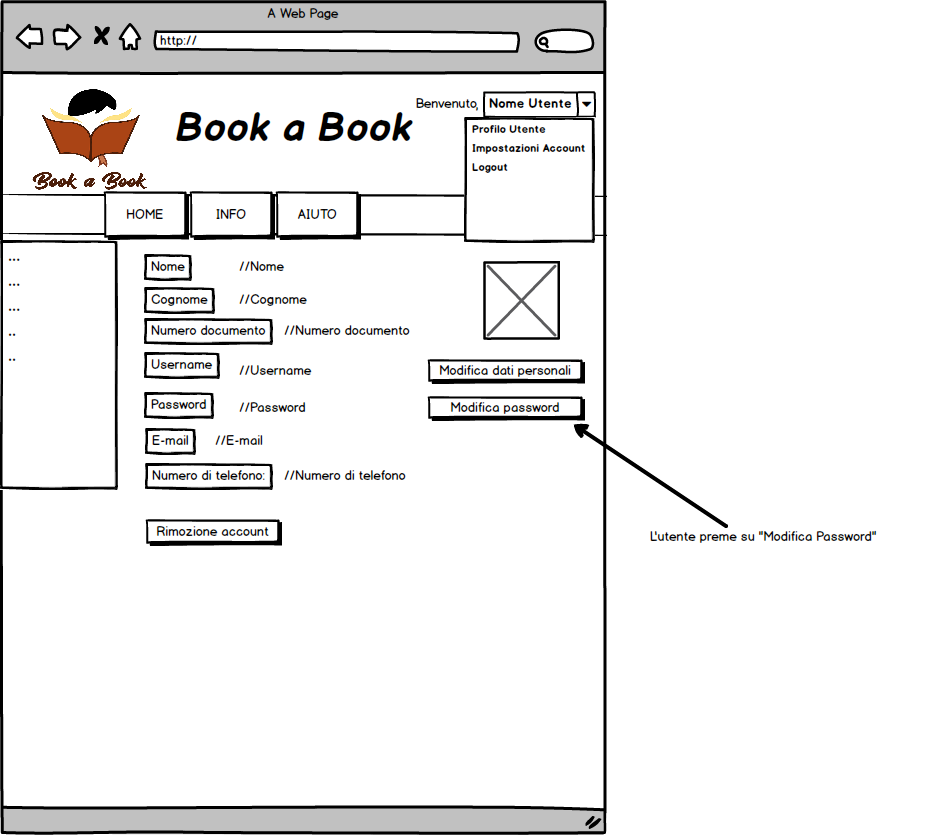 A Web Page
http://
Benvenuto, Nome Utente
Book a Book
Profilo Utente
Impostazioni Account
Logout
Book a Book
HOME
INFO
AIUTO
...
...
...
..
..
Nome //Nome
Cognome //Cognome
Numero documento //Numero documento
Username //Username
Password //Password
E-mail //E-mail
Numero di telefono: //Numero di telefono
Modifica dati personali
Modifica password
Rimozione account
L'utente preme su "Modifica Password"